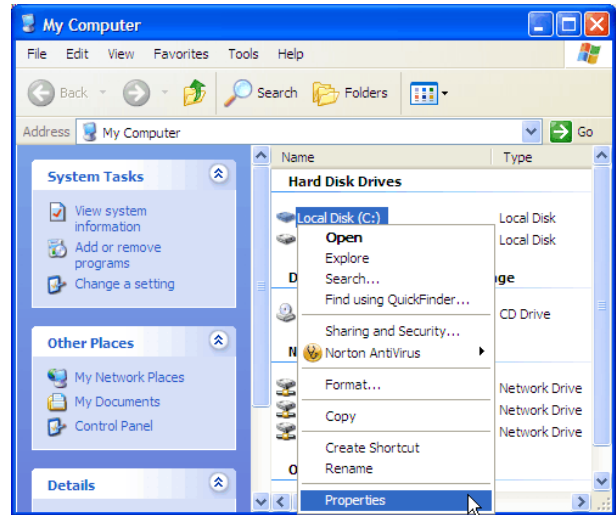 My Computer
File Edit View Favorites Tools Help
Back Search Folders
Address My Computer Go
System Tasks
View system
information
Add or remove
programs
Change a setting
Other Places
My Network Places
My Documents
Control Panel
Details
Name Type
Hard Disk Drives
Local Disk (C:) Local Disk
Local Disk
D ge
CD Drive
N
Network Drive
Network Drive
Network Drive
O
Open
Explore
Search...
Find using QuickFinder...
Sharing and Security...
Norton AntiVirus
Format...
Copy
Create Shortcut
Rename
Properties